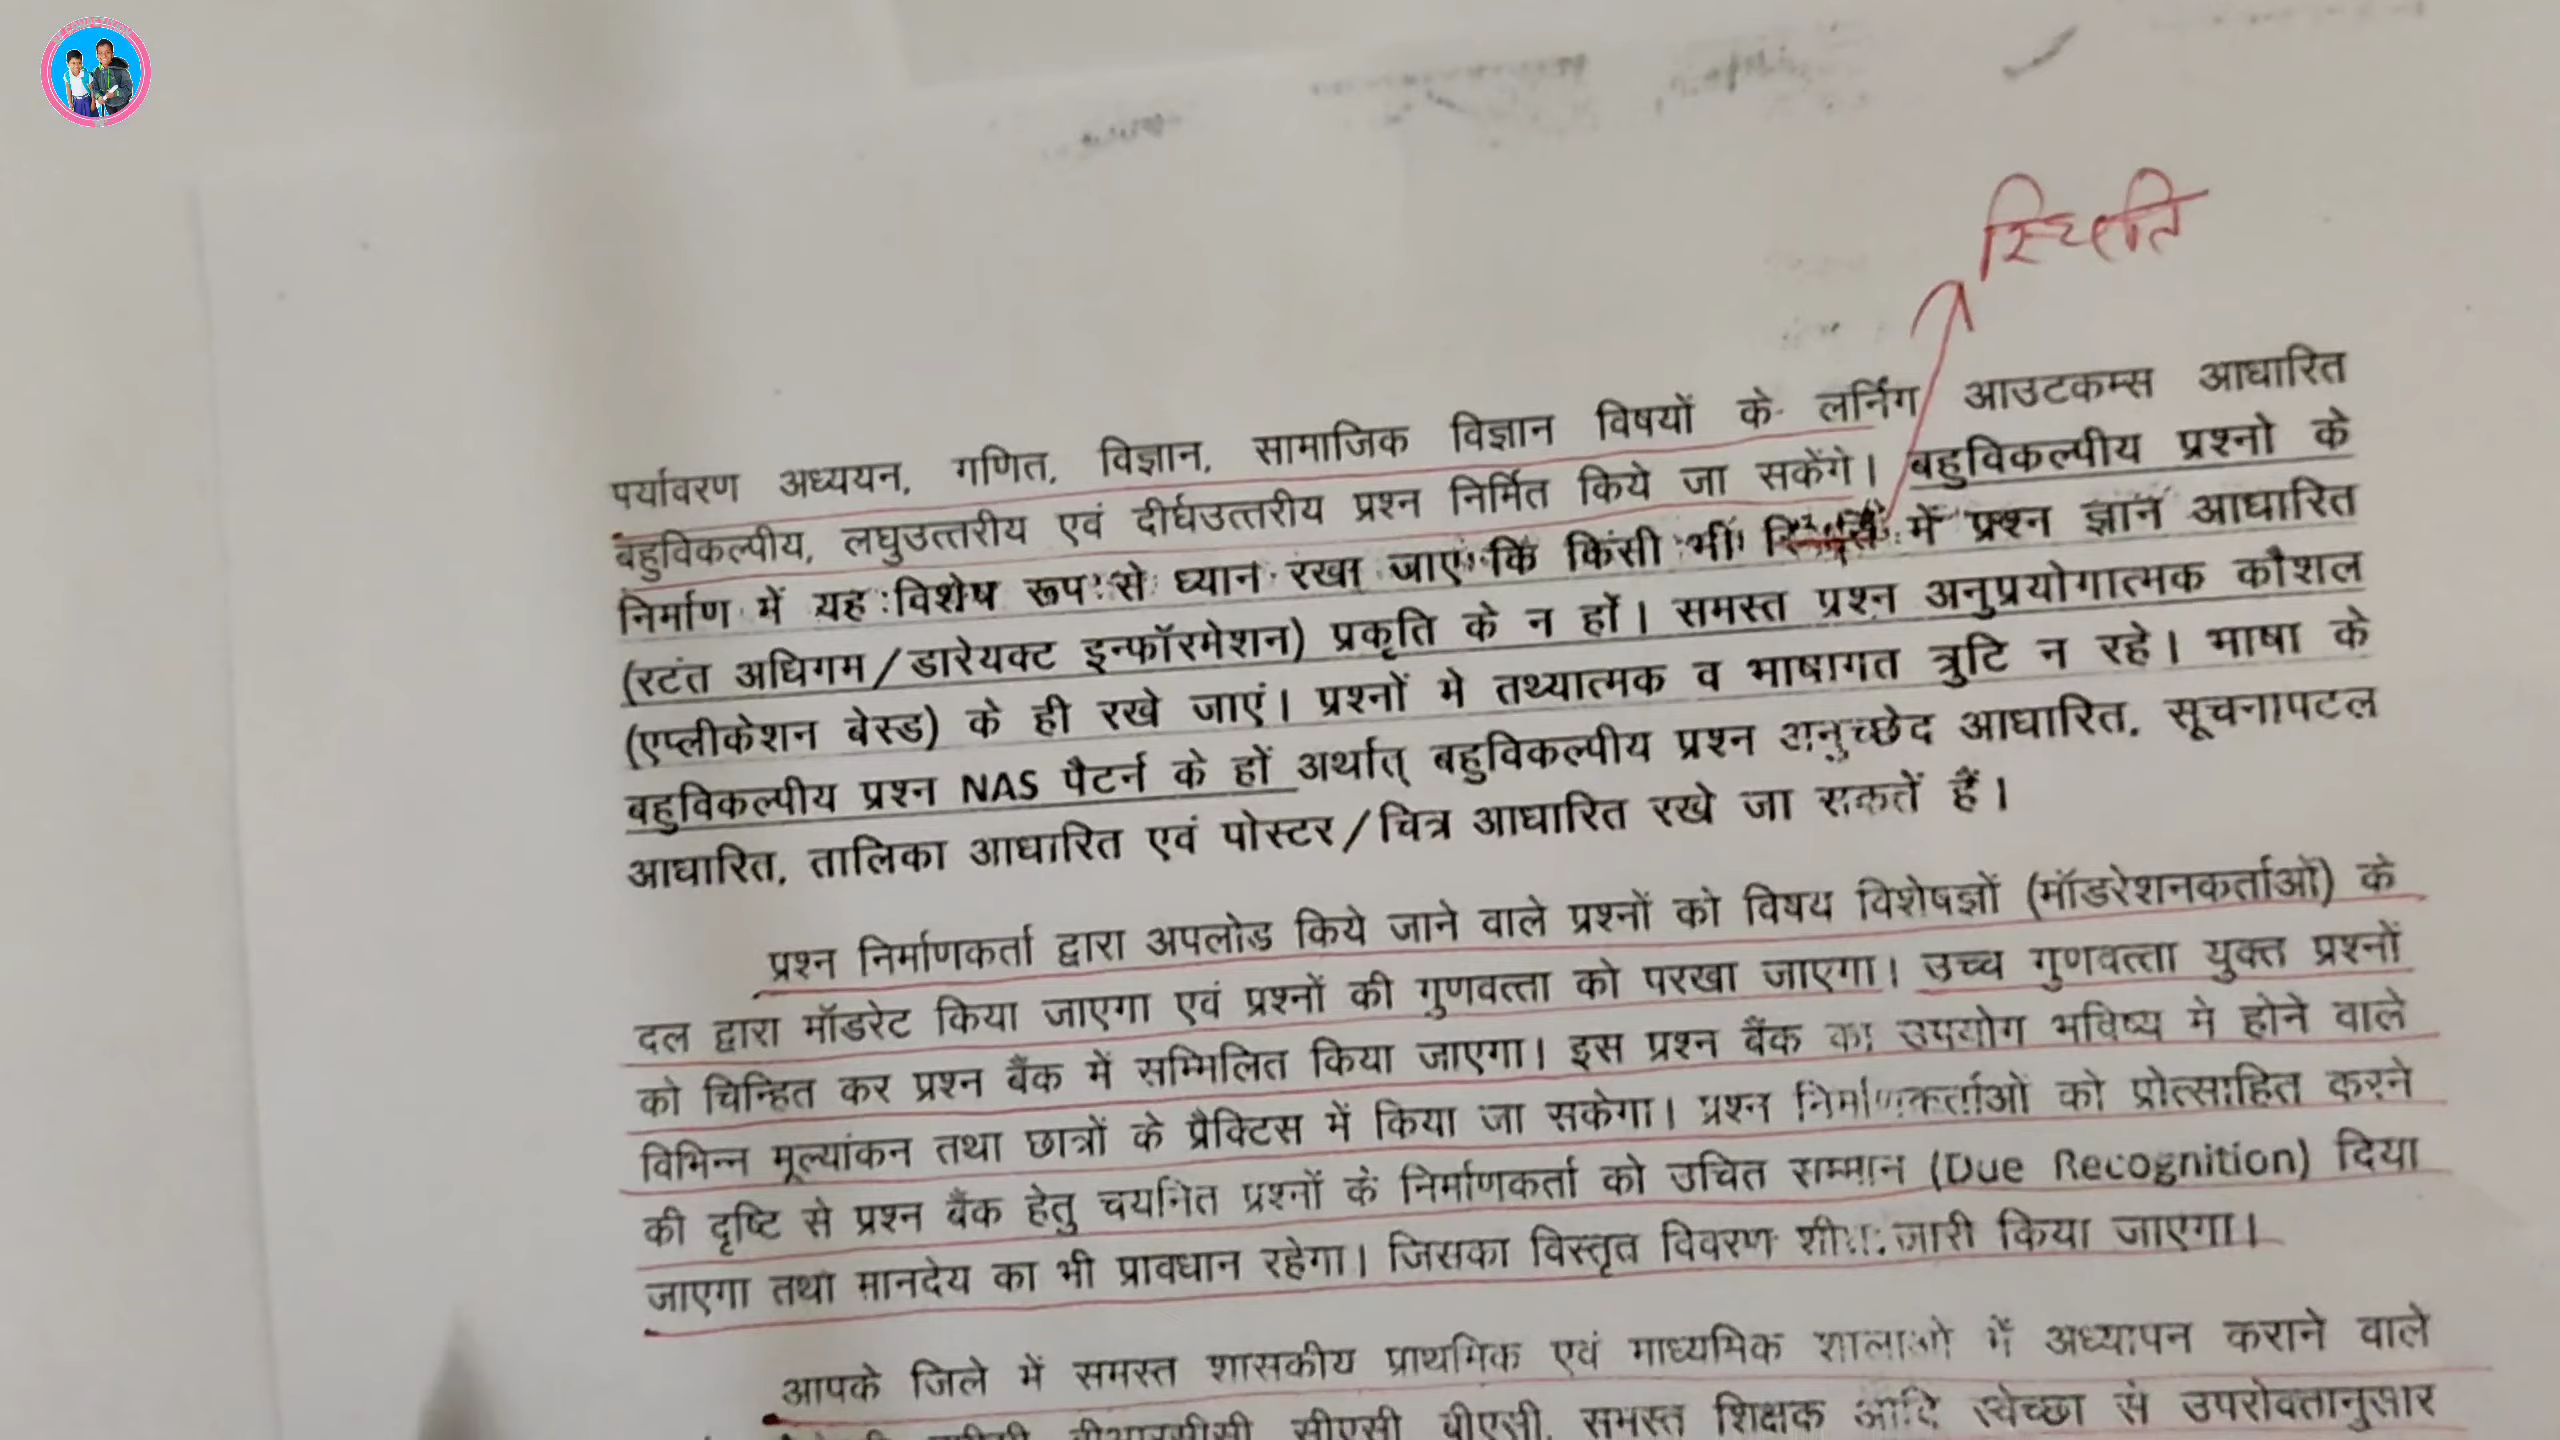 स्थिति
पर्यावरण अध्ययन, गणित, विज्ञान, सामाजिक विज्ञान विषयों के लर्निंग आउटकम्स आधारित
बहुविकल्पीय, लघुउत्तरीय एवं दीर्घउत्तरीय प्रश्न निर्मित किये जा सकेंगे। बहुविकल्पीय प्रश्नो के
निर्माण में यह विशेष रूप से ध्यान रखा जाए कि किसी भी में प्रश्न ज्ञान आधारित
(रटंत अधिगम/डारेयक्ट इन्फॉरमेशन) प्रकृति के न हों। समस्त प्रश्न अनुप्रयोगात्मक कौशल
(एप्लीकेशन बेस्ड) के ही रखे जाएं। प्रश्नों मे तथ्यात्मक व भाषागत त्रुटि न रहे। भाषा के
बहुविकल्पीय प्रश्न NAS पैटर्न के हों अर्थात् बहुविकल्पीय प्रश्न अनुच्छेद आधारित, सूचनापटल
आधारित, तालिका आधारित एवं पोस्टर/चित्र आधारित रखे जा सकतें हैं।
प्रश्न निर्माणकर्ता द्वारा अपलोड किये जाने वाले प्रश्नों को विषय विशेषज्ञों (मॉडरेशनकर्ताओं) के
दल द्वारा मॉडरेट किया जाएगा एवं प्रश्नों की गुणवत्ता को परखा जाएगा। उच्च गुणवत्ता युक्त प्रश्नों
को चिन्हित कर प्रश्न बैंक में सम्मिलित किया जाएगा। इस प्रश्न बैंक का उपयोग भविष्य मे होने वाले
विभिन्न मूल्यांकन तथा छात्रों के प्रैक्टिस में किया जा सकेगा। प्रश्न निर्माणकर्ताओं को प्रोत्साहित करने
की दृष्टि से प्रश्न बैंक हेतु चयनित प्रश्नों के निर्माणकर्ता को उचित सम्मान (Due Recognition) दिया
जाएगा तथा मानदेय का भी प्रावधान रहेगा। जिसका विस्तृत विवरण शीघ्र जारी किया जाएगा।
आपके जिले में समस्त शासकीय प्राथमिक एवं माध्यमिक शालाओ में अध्यापन कराने वाले
बीआरसीसी सीएसी बीएसी, समस्त शिक्षक आदि स्वेच्छा से उपरोक्तानुसार